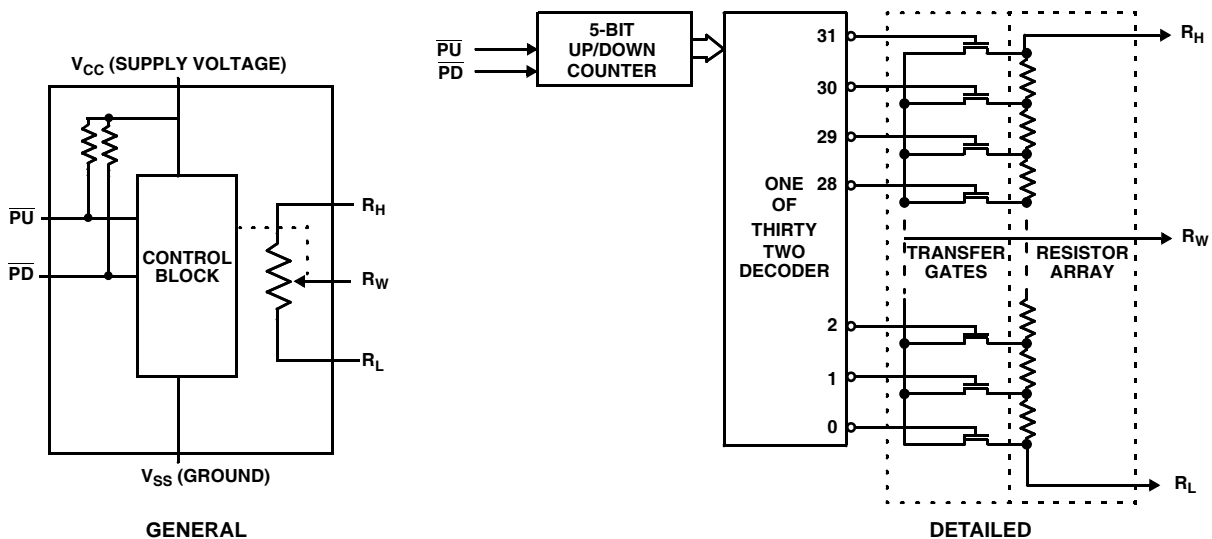 V_CC (SUPPLY VOLTAGE)
PU
PD
CONTROL
BLOCK
R_H
R_W
R_L
V_SS (GROUND)
GENERAL
PU
PD
5-BIT
UP/DOWN
COUNTER
ONE
OF
THIRTY
TWO
DECODER
31
30
29
28
2
1
0
TRANSFER
GATES
RESISTOR
ARRAY
R_H
R_W
R_L
DETAILED